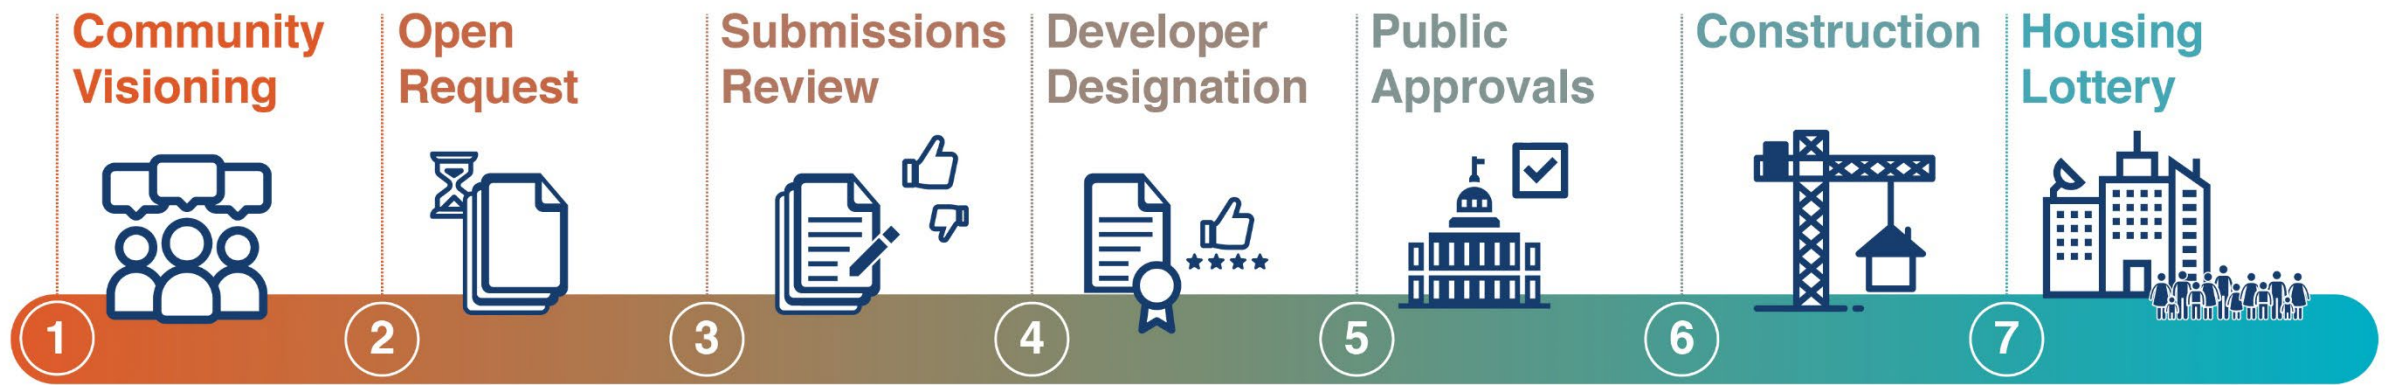 Community
Visioning
Open
Request
Submissions
Review
Developer
Designation
Public
Approvals
Construction
Housing
Lottery
1
2
3
4
5
6
7